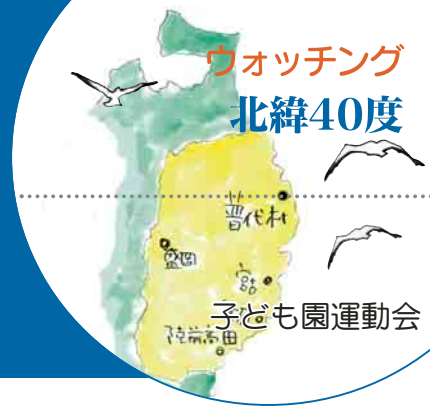 ウォッチング
北緯40度
普代村
盛岡
宮古
子ども園運動会
陸前高田